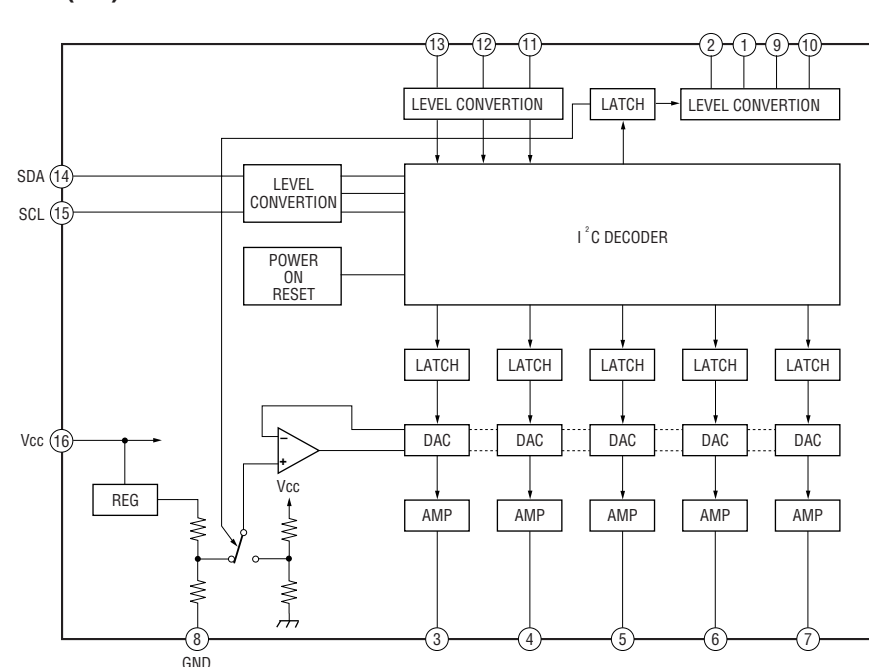 13 12 11 2 1 9 10
LEVEL CONVERTION LATCH LEVEL CONVERTION
SDA 14
LEVEL
CONVERTION
SCL 15
I²C DECODER
POWER
ON
RESET
LATCH LATCH LATCH LATCH LATCH
Vcc 16
− DAC DAC DAC DAC DAC
+
Vcc
REG
AMP AMP AMP AMP AMP
8 3 4 5 6 7
GND